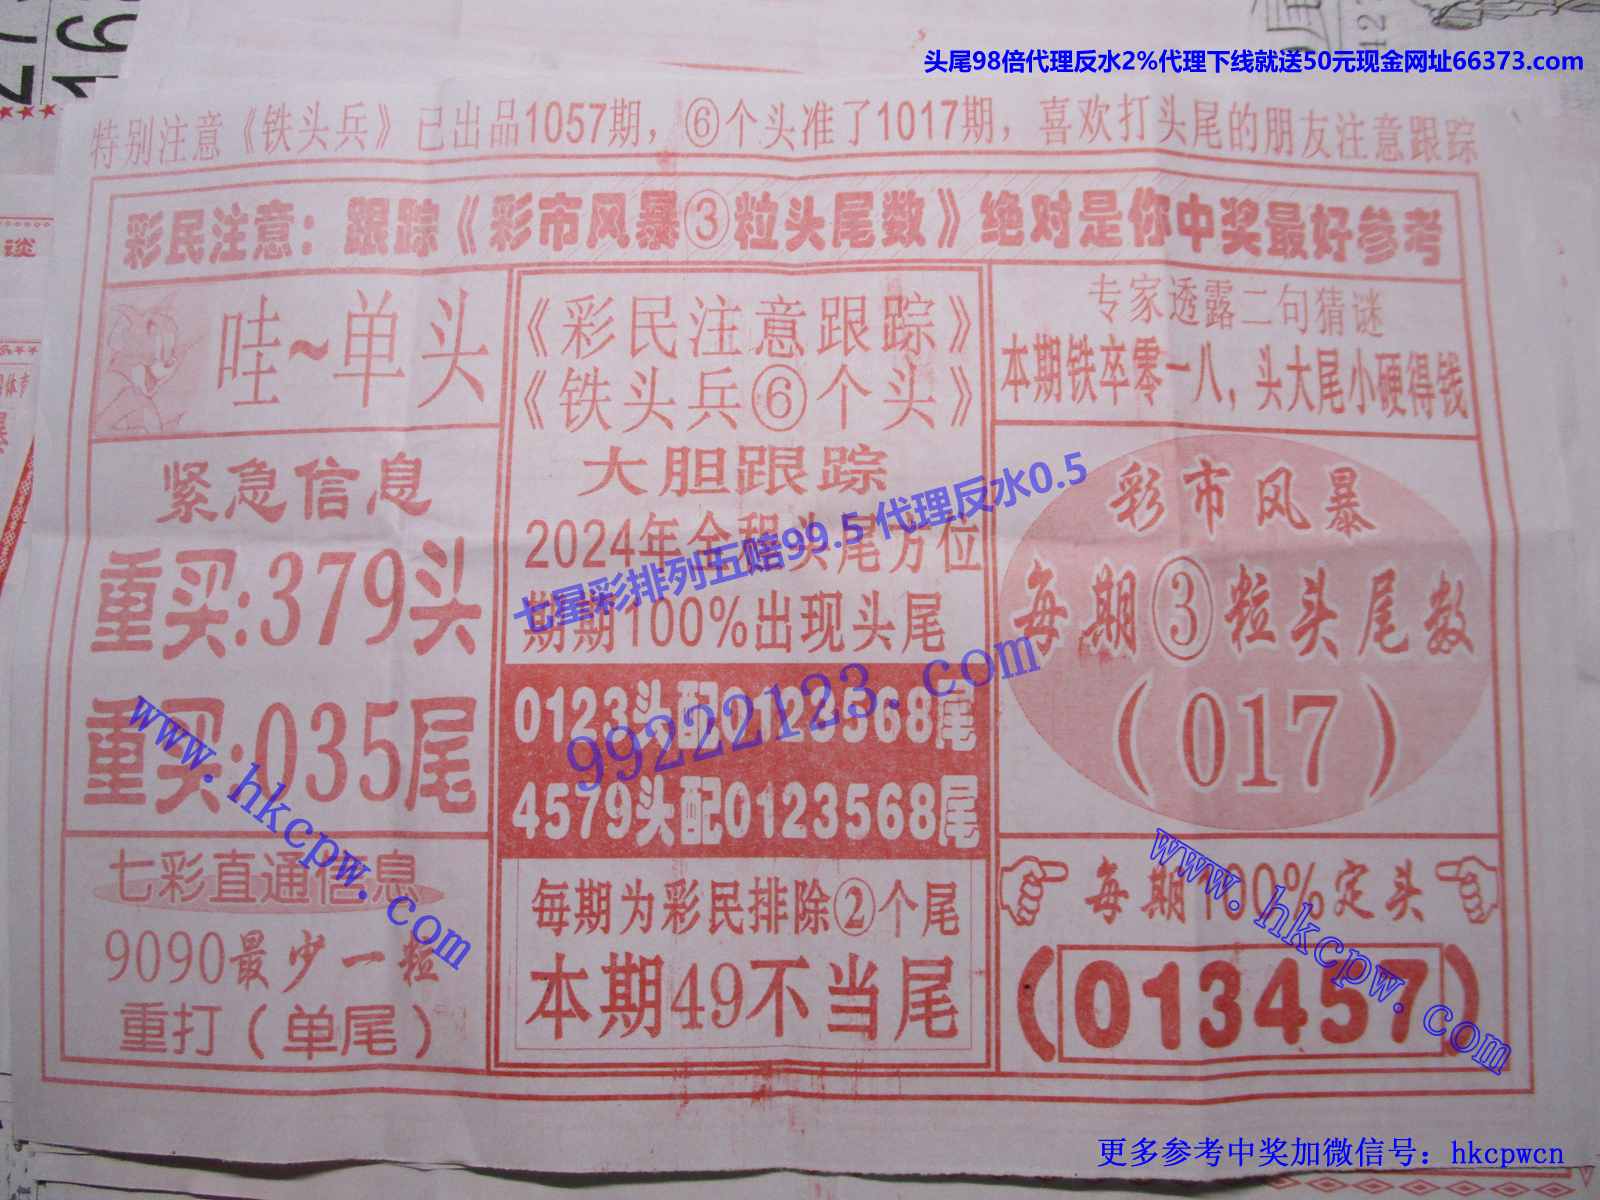 头尾98倍代理反水2%代理下线就送50元现金网址66373.com
特别注意《铁头兵》已出品1057期，⑥个头准了1017期，喜欢打头尾的朋友注意跟踪
彩民注意：跟踪《彩市风暴③粒头尾数》绝对是你中奖最好参考
哇~单头
紧急信息
重买:379头
重买:035尾
七彩直通信息
9090最少一粒
重打（单尾）
《彩民注意跟踪》
《铁头兵⑥个头》
大胆跟踪
2024年全程头尾方位
期期100%出现头尾
0123头配0123568尾
4579头配0123568尾
每期为彩民排除②个尾
本期49不当尾
专家透露二句猜谜
本期铁卒零一八，头大尾小硬得钱
彩市风暴
每期③粒头尾数
（017）
每期100%定头
（013457）
七星彩排列五赔99.5 代理反水0.5
99222123.com
www.hkcpw.com
www.hkcpw.com
更多参考中奖加微信号：hkcpwcn